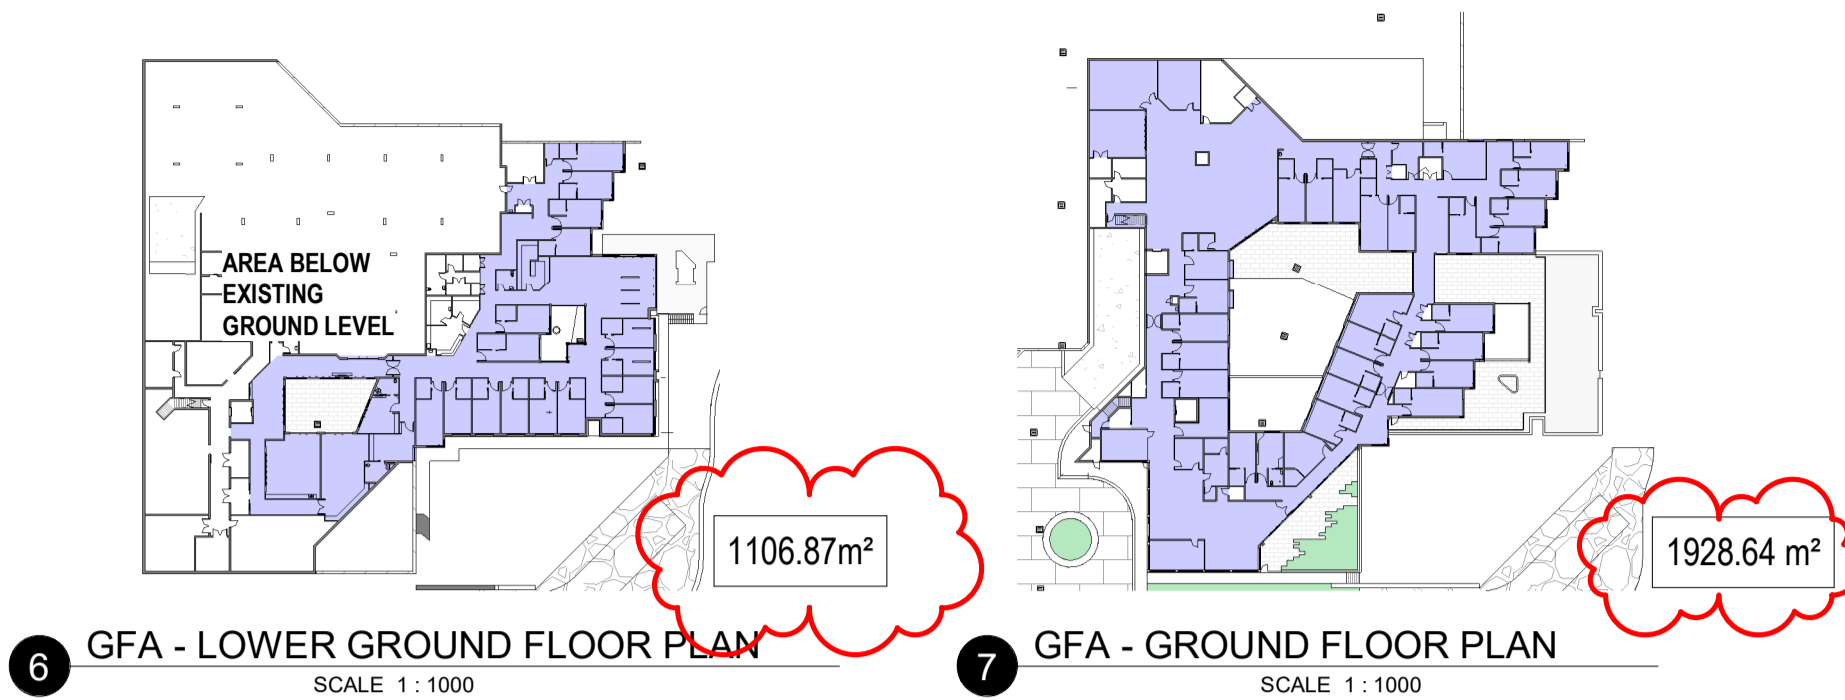 AREA BELOW
EXISTING
GROUND LEVEL
1106.87m²
6
GFA - LOWER GROUND FLOOR PLAN
SCALE 1 : 1000
1928.64 m²
7
GFA - GROUND FLOOR PLAN
SCALE 1 : 1000